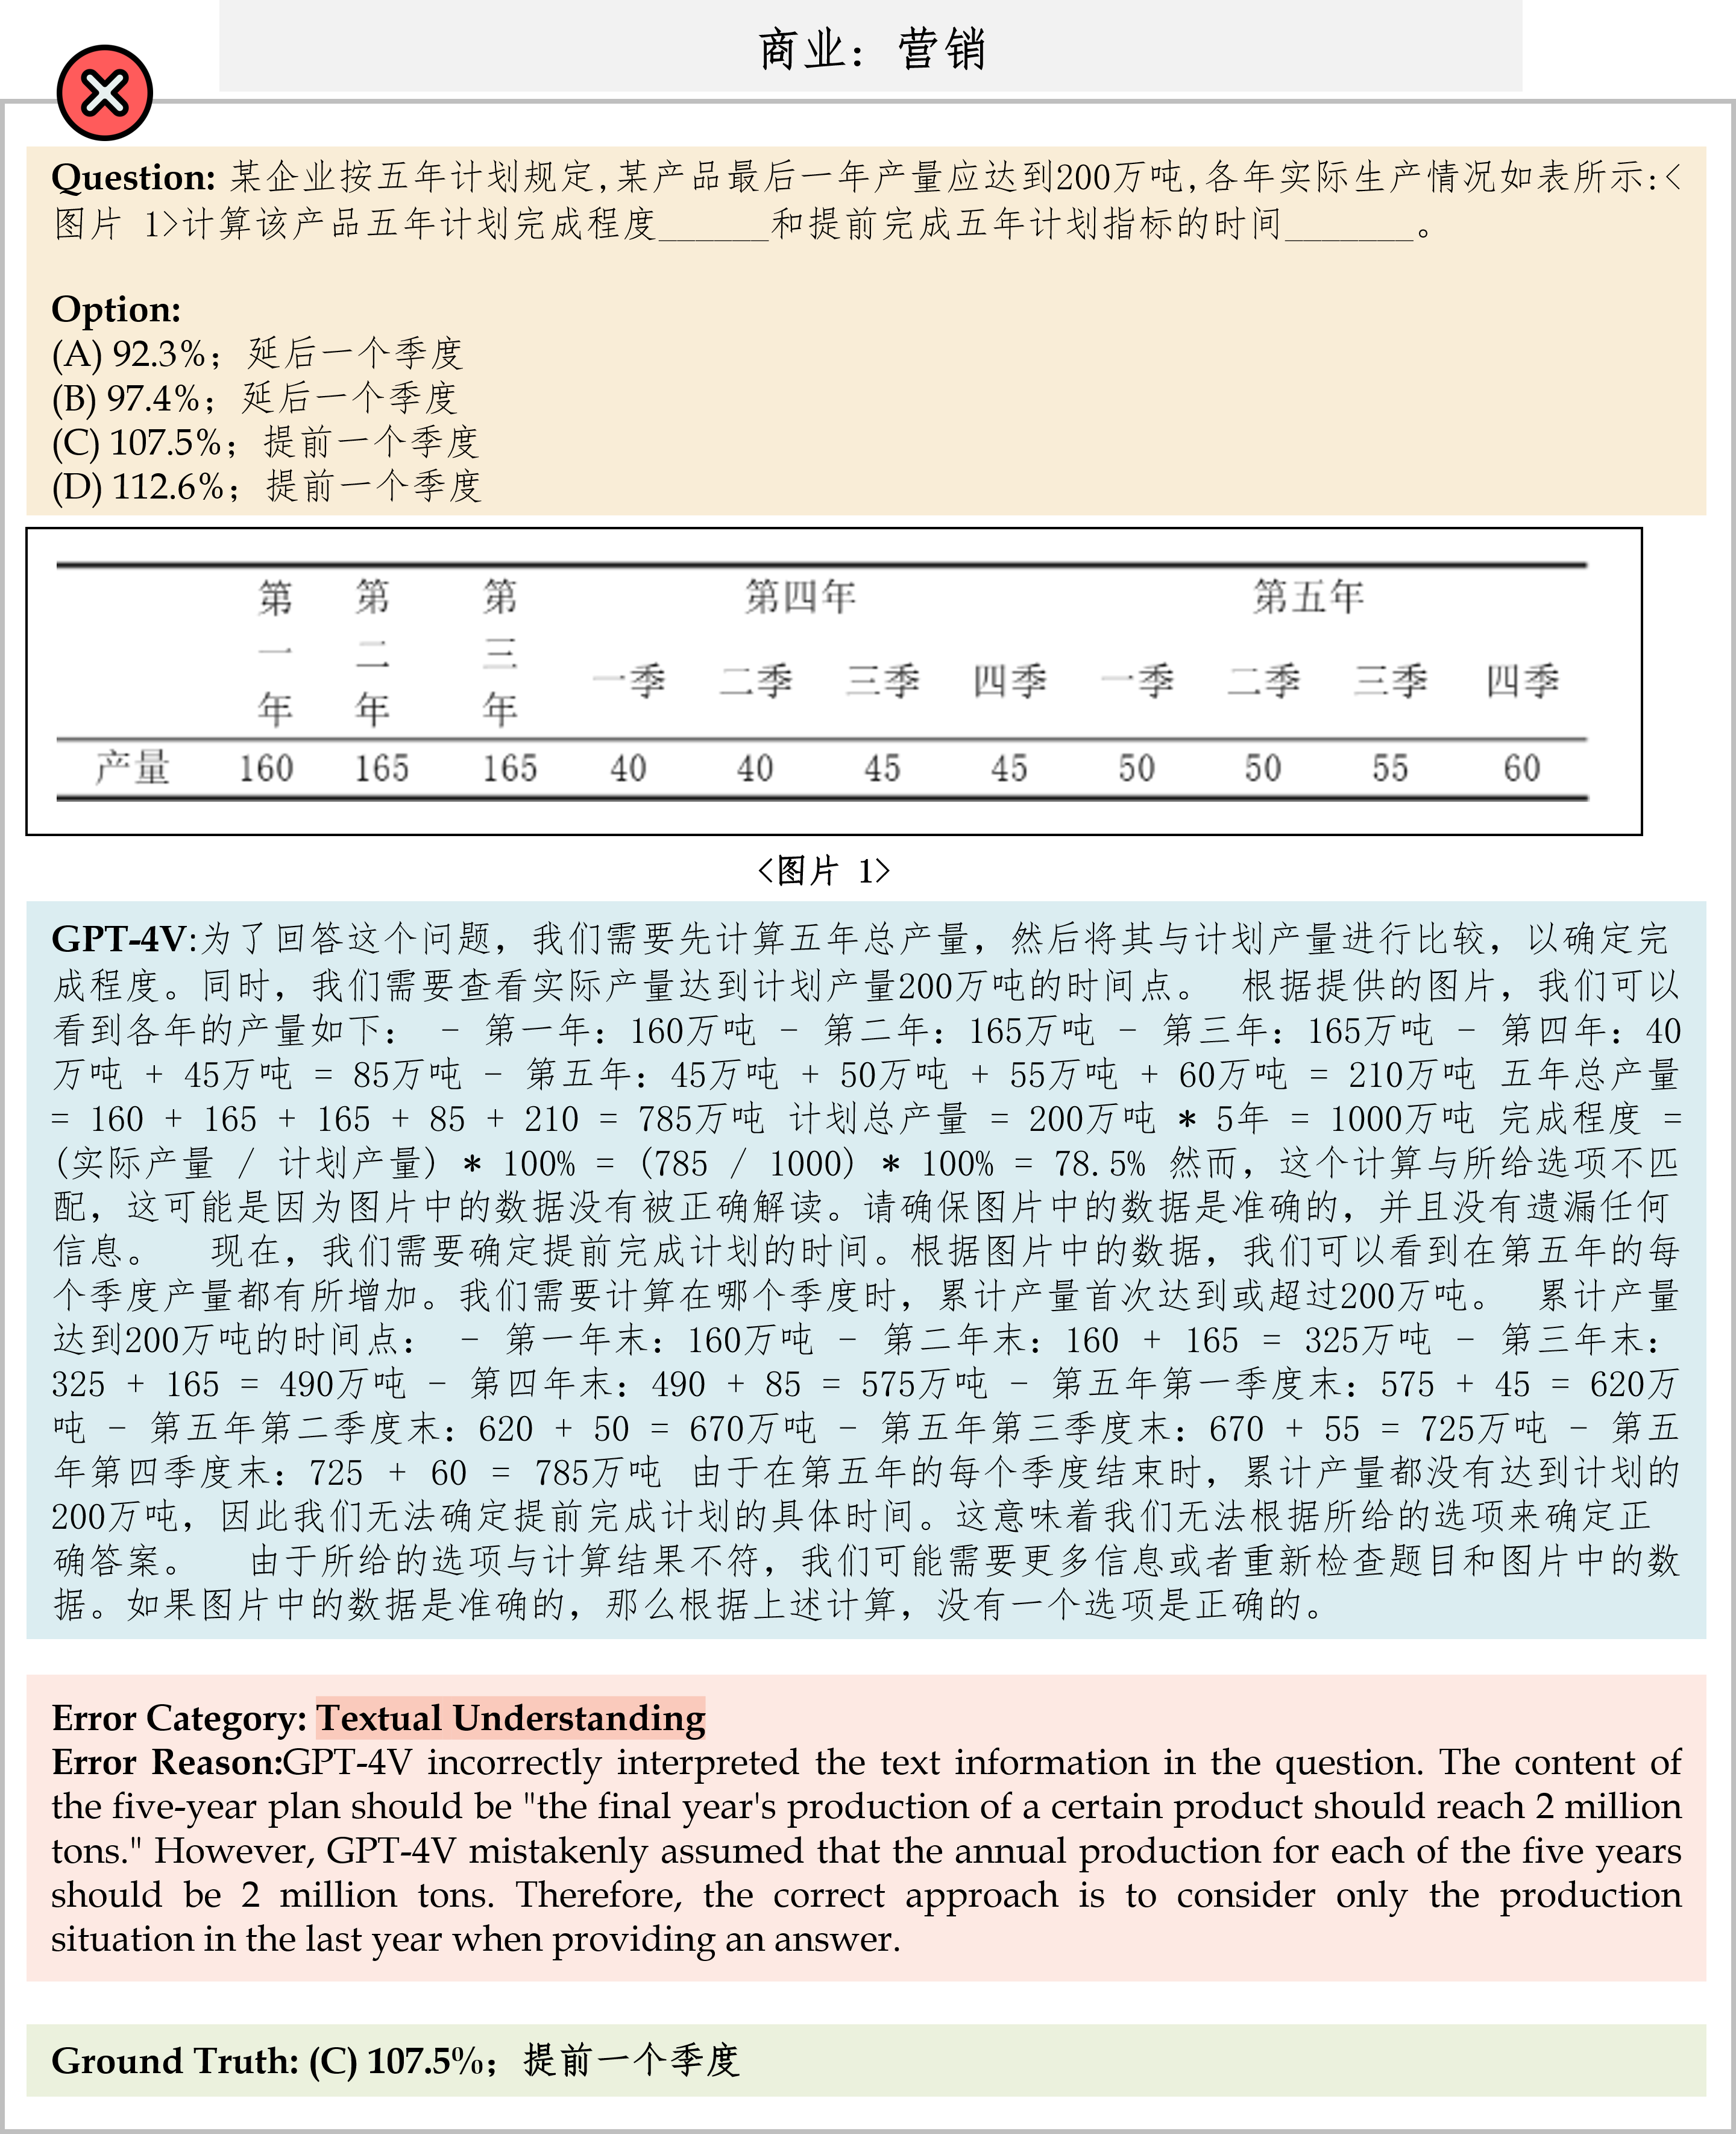 商业：营销
Question: 某企业按五年计划规定,某产品最后一年产量应达到200万吨,各年实际生产情况如表所示:<
图片 1>计算该产品五年计划完成程度______和提前完成五年计划指标的时间_______。
Option:
(A) 92.3%；延后一个季度
(B) 97.4%；延后一个季度
(C) 107.5%；提前一个季度
(D) 112.6%；提前一个季度
第一年 第二年 第三年 第四年 第五年
一季 二季 三季 四季 一季 二季 三季 四季
产量 160 165 165 40 40 45 45 50 50 55 60
<图片 1>
GPT-4V:为了回答这个问题，我们需要先计算五年总产量，然后将其与计划产量进行比较，以确定完
成程度。同时，我们需要查看实际产量达到计划产量200万吨的时间点。 根据提供的图片，我们可以
看到各年的产量如下： - 第一年：160万吨 - 第二年：165万吨 - 第三年：165万吨 - 第四年：40
万吨 + 45万吨 = 85万吨 - 第五年：45万吨 + 50万吨 + 55万吨 + 60万吨 = 210万吨 五年总产量
= 160 + 165 + 165 + 85 + 210 = 785万吨 计划总产量 = 200万吨 * 5年 = 1000万吨 完成程度 =
(实际产量 / 计划产量) * 100% = (785 / 1000) * 100% = 78.5% 然而，这个计算与所给选项不匹
配，这可能是因为图片中的数据没有被正确解读。请确保图片中的数据是准确的，并且没有遗漏任何
信息。 现在，我们需要确定提前完成计划的时间。根据图片中的数据，我们可以看到在第五年的每
个季度产量都有所增加。我们需要计算在哪个季度时，累计产量首次达到或超过200万吨。 累计产量
达到200万吨的时间点： - 第一年末：160万吨 - 第二年末：160 + 165 = 325万吨 - 第三年末：
325 + 165 = 490万吨 - 第四年末：490 + 85 = 575万吨 - 第五年第一季度末：575 + 45 = 620万
吨 - 第五年第二季度末：620 + 50 = 670万吨 - 第五年第三季度末：670 + 55 = 725万吨 - 第五
年第四季度末：725 + 60 = 785万吨 由于在第五年的每个季度结束时，累计产量都没有达到计划的
200万吨，因此我们无法确定提前完成计划的具体时间。这意味着我们无法根据所给的选项来确定正
确答案。 由于所给的选项与计算结果不符，我们可能需要更多信息或者重新检查题目和图片中的数
据。如果图片中的数据是准确的，那么根据上述计算，没有一个选项是正确的。
Error Category: Textual Understanding
Error Reason:GPT-4V incorrectly interpreted the text information in the question. The content of
the five-year plan should be "the final year's production of a certain product should reach 2 million
tons." However, GPT-4V mistakenly assumed that the annual production for each of the five years
should be 2 million tons. Therefore, the correct approach is to consider only the production
situation in the last year when providing an answer.
Ground Truth: (C) 107.5%；提前一个季度